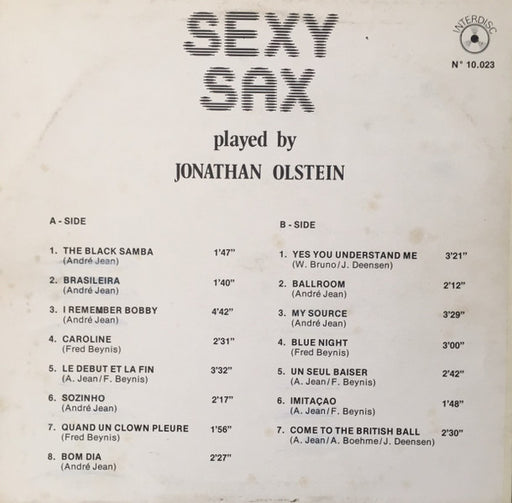 SEXY
SAX
INTERDISC
N° 10.023
played by
JONATHAN OLSTEIN
A - SIDE
1. THE BLACK SAMBA 1'47"
(André Jean)
2. BRASILEIRA 1'40"
(André Jean)
3. I REMEMBER BOBBY 4'42"
(André Jean)
4. CAROLINE 2'31"
(Fred Beynis)
5. LE DEBUT ET LA FIN 3'32"
(A. Jean/F. Beynis)
6. SOZINHO 2'17"
(André Jean)
7. QUAND UN CLOWN PLEURE 1'56"
(Fred Beynis)
8. BOM DIA 2'27"
(André Jean)
B - SIDE
1. YES YOU UNDERSTAND ME 3'21"
(W. Bruno/J. Deensen)
2. BALLROOM 2'12"
(André Jean)
3. MY SOURCE 3'29"
(André Jean)
4. BLUE NIGHT 3'00"
(Fred Beynis)
5. UN SEUL BAISER 2'42"
(A. Jean/F. Beynis)
6. IMITAÇAO 1'48"
(A. Jean/F. Beynis)
7. COME TO THE BRITISH BALL 2'30"
(A. Jean/A. Boehme/J. Deensen)